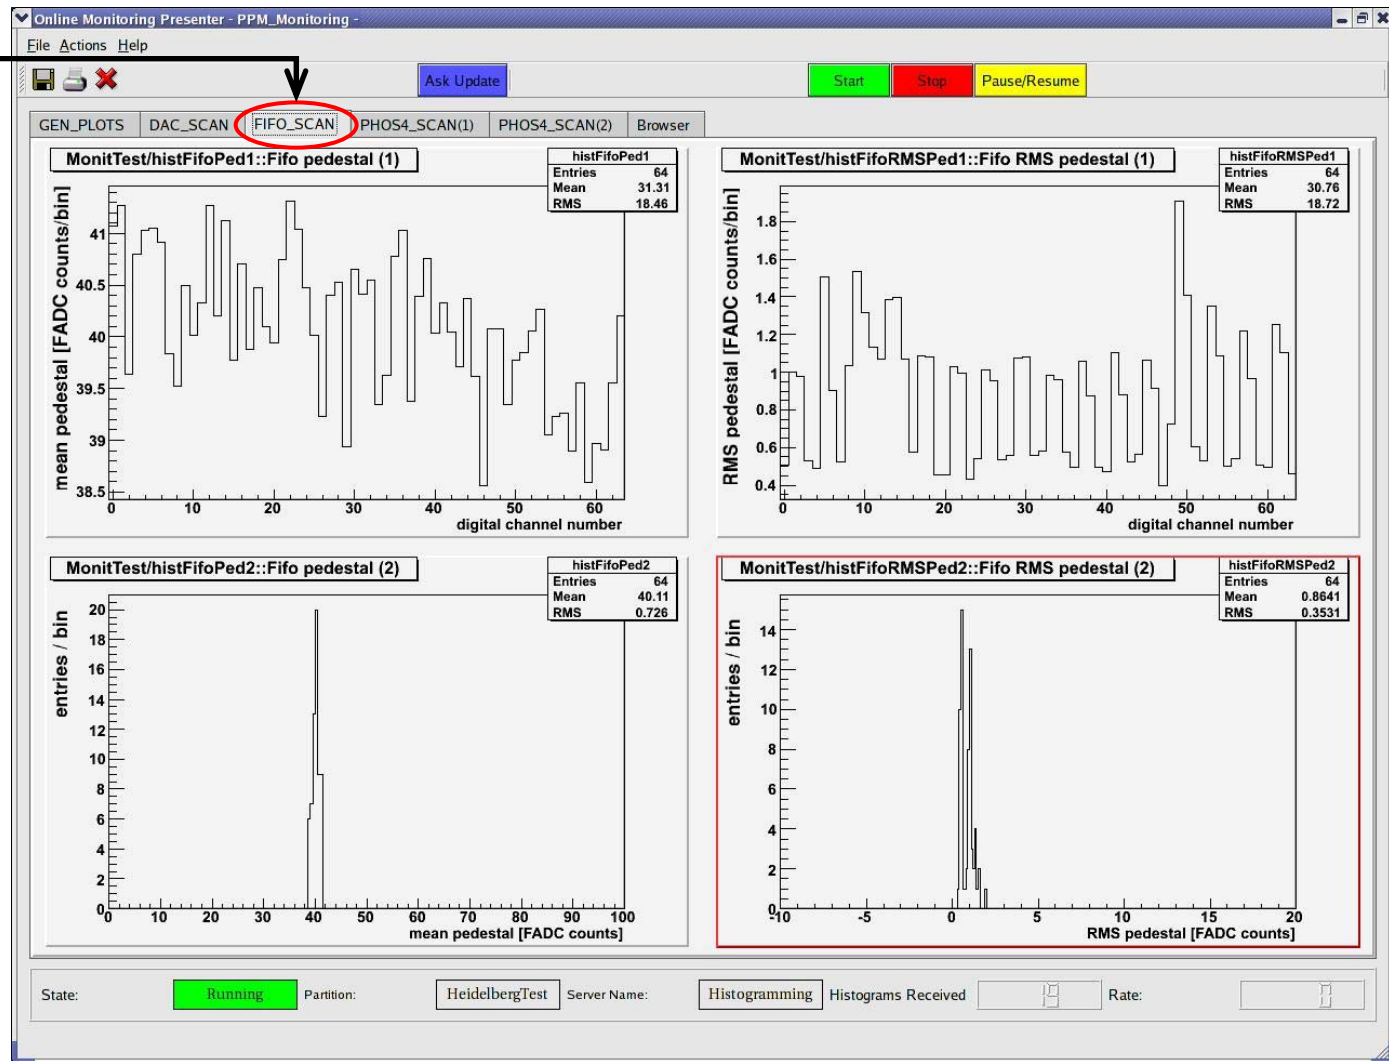 Online Monitoring Presenter - PPM_Monitoring -
File Actions Help
Ask Update Start Stop Pause/Resume
GEN_PLOTS DAC_SCAN FIFO_SCAN PHOS4_SCAN(1) PHOS4_SCAN(2) Browser
MonitTest/histFifoPed1::Fifo pedestal (1)
histFifoPed1
Entries 64
Mean 31.31
RMS 18.46
mean pedestal [FADC counts/bin]
41
40.5
40
39.5
39
38.5
0 10 20 30 40 50 60
digital channel number
MonitTest/histFifoRMSPed1::Fifo RMS pedestal (1)
histFifoRMSPed1
Entries 64
Mean 30.76
RMS 18.72
RMS pedestal [FADC counts/bin]
1.8
1.6
1.4
1.2
1
0.8
0.6
0.4
0 10 20 30 40 50 60
digital channel number
MonitTest/histFifoPed2::Fifo pedestal (2)
histFifoPed2
Entries 64
Mean 40.11
RMS 0.726
entries / bin
20
18
16
14
12
10
8
6
4
2
0
0 10 20 30 40 50 60 70 80 90 100
mean pedestal [FADC counts]
MonitTest/histFifoRMSPed2::Fifo RMS pedestal (2)
histFifoRMSPed2
Entries 64
Mean 0.8641
RMS 0.3531
entries / bin
14
12
10
8
6
4
2
0
-10 -5 0 5 10 15 20
RMS pedestal [FADC counts]
State: Running Partition: HeidelbergTest Server Name: Histogramming Histograms Received 19 Rate: 0